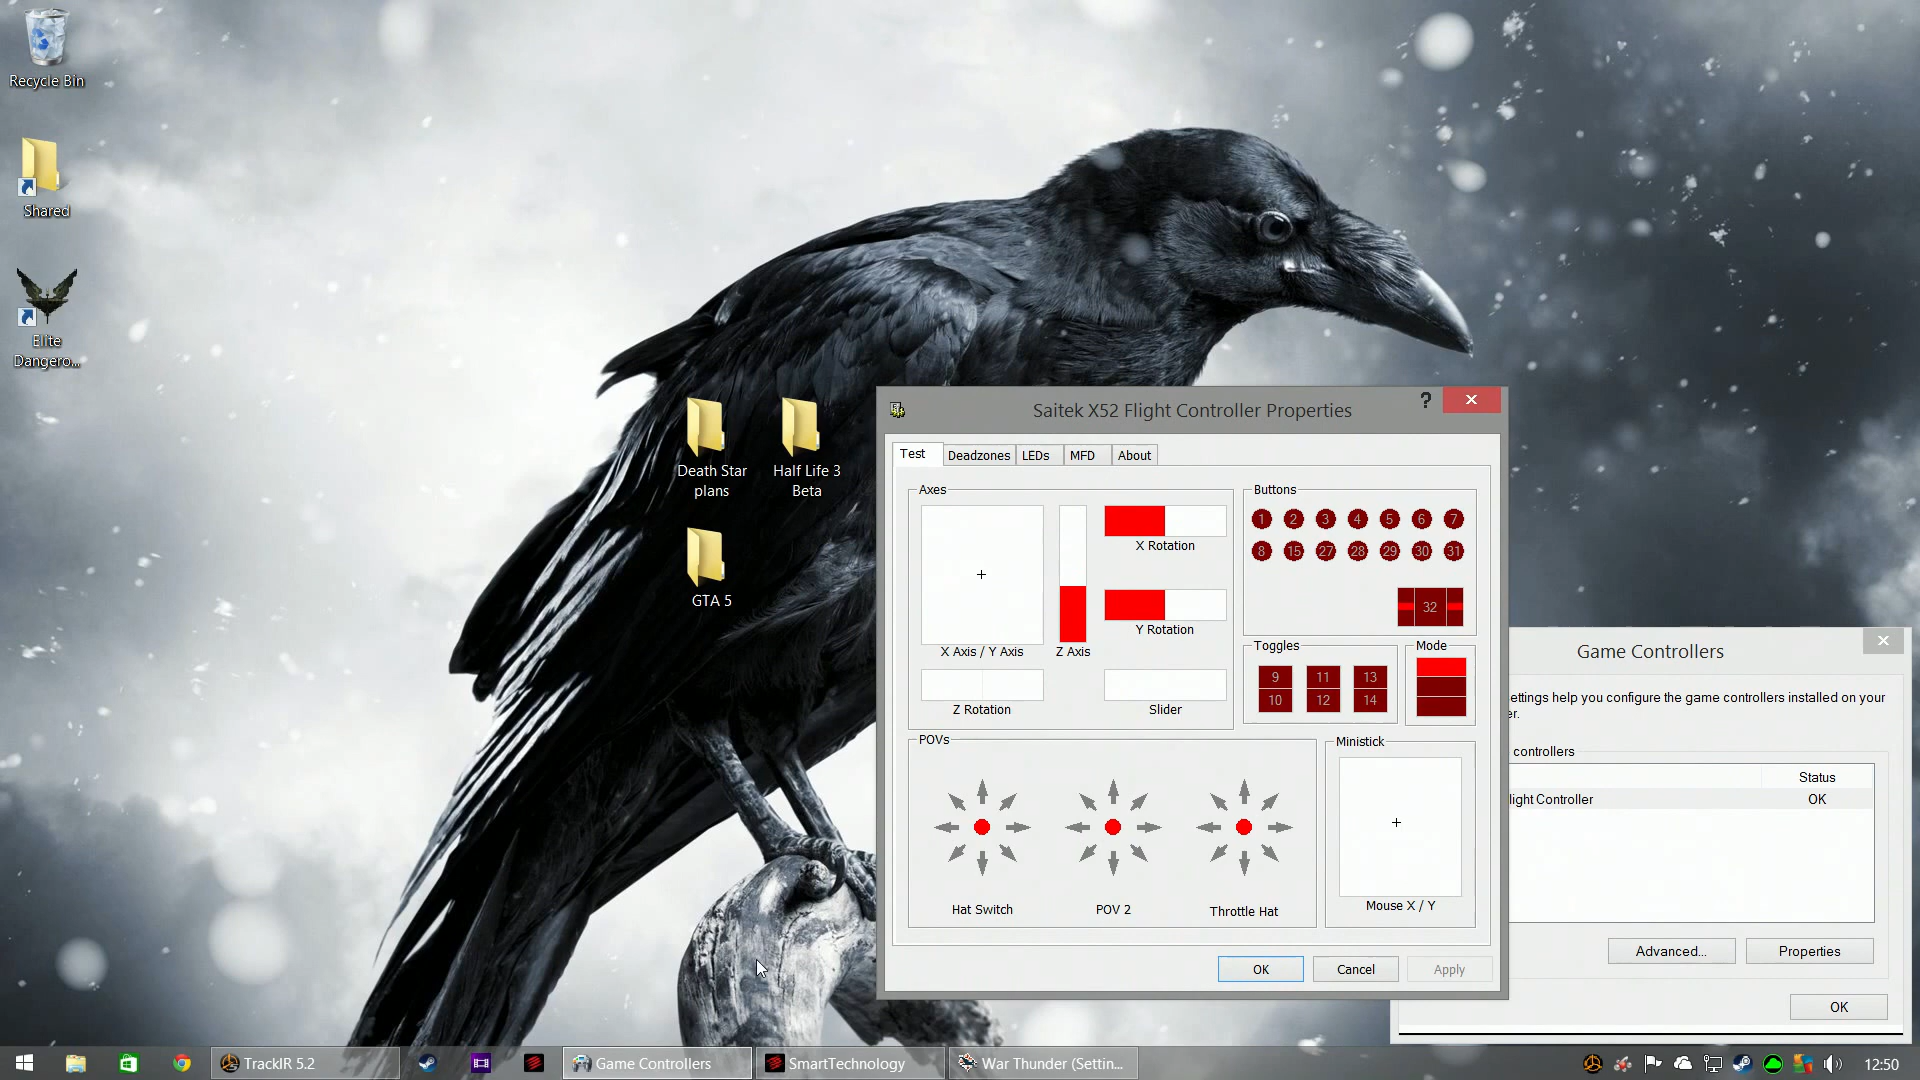 Recycle Bin
Shared
Elite
Dangero...
Death Star
plans
Half Life 3
Beta
GTA 5
Saitek X52 Flight Controller Properties
?
Test
Deadzones
LEDs
MFD
About
Axes
X Axis / Y Axis
Z Axis
X Rotation
Y Rotation
Z Rotation
Slider
Buttons
1 2 3 4 5 6 7
8 15 27 28 29 30 31
32
Toggles
9 11 13
10 12 14
Mode
POVs
Hat Switch
POV 2
Throttle Hat
Ministick
Mouse X / Y
OK
Cancel
Apply
Game Controllers
ettings help you configure the game controllers installed on your
er.
controllers
Status
light Controller
OK
Advanced...
Properties
OK
TrackIR 5.2
Game Controllers
SmartTechnology
War Thunder (Settin...
12:50